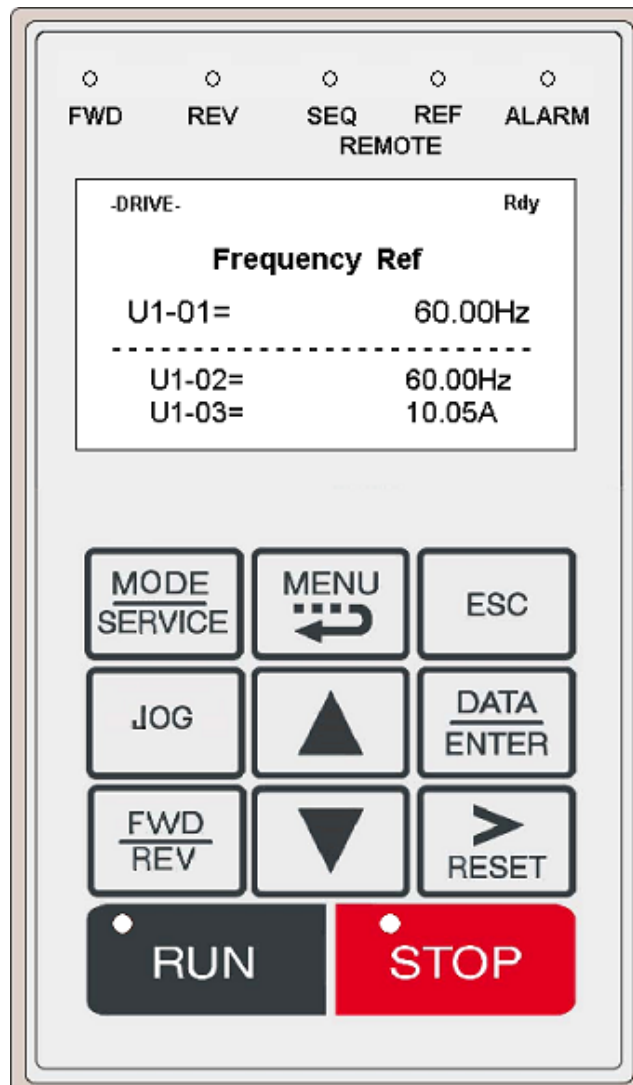 FWD REV SEQ REF ALARM
REMOTE
-DRIVE- Rdy
Frequency Ref
U1-01= 60.00Hz
U1-02= 60.00Hz
U1-03= 10.05A
MODE MENU ESC
SERVICE
JOG DATA
ENTER
FWD >
REV RESET
RUN STOP